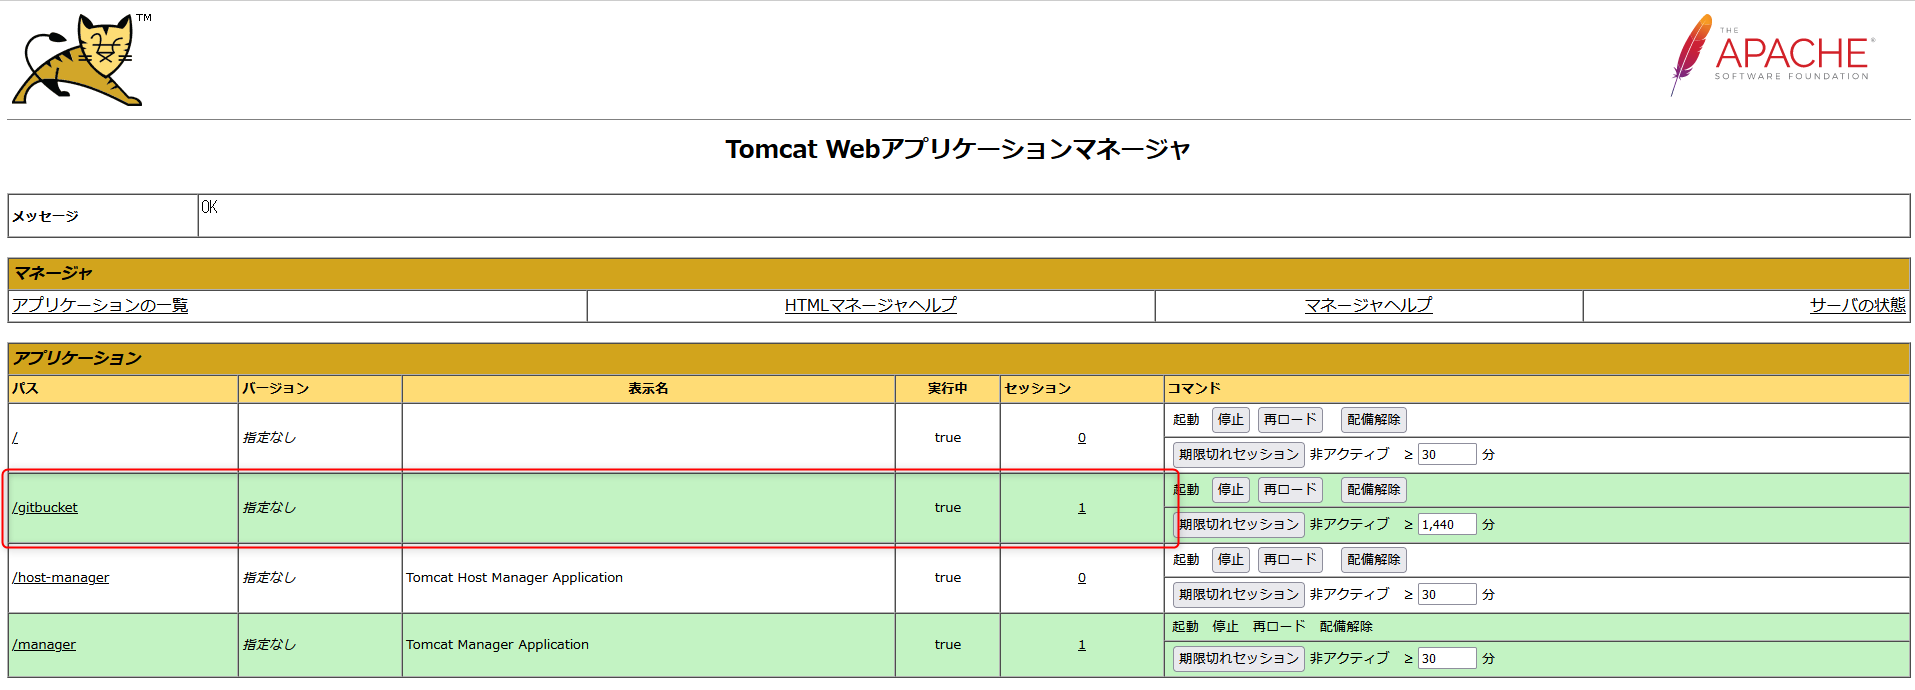 TM
THE
APACHE®
SOFTWARE FOUNDATION
Tomcat Webアプリケーションマネージャ
メッセージ OK
マネージャ
アプリケーションの一覧 HTMLマネージャヘルプ マネージャヘルプ サーバの状態
アプリケーション
パス バージョン 表示名 実行中 セッション コマンド
/ 指定なし true 0 起動 停止 再ロード 配備解除
期限切れセッション 非アクティブ ≥ 30 分
/gitbucket 指定なし true 1 起動 停止 再ロード 配備解除
期限切れセッション 非アクティブ ≥ 1,440 分
/host-manager 指定なし Tomcat Host Manager Application true 0 起動 停止 再ロード 配備解除
期限切れセッション 非アクティブ ≥ 30 分
/manager 指定なし Tomcat Manager Application true 1 起動 停止 再ロード 配備解除
期限切れセッション 非アクティブ ≥ 30 分